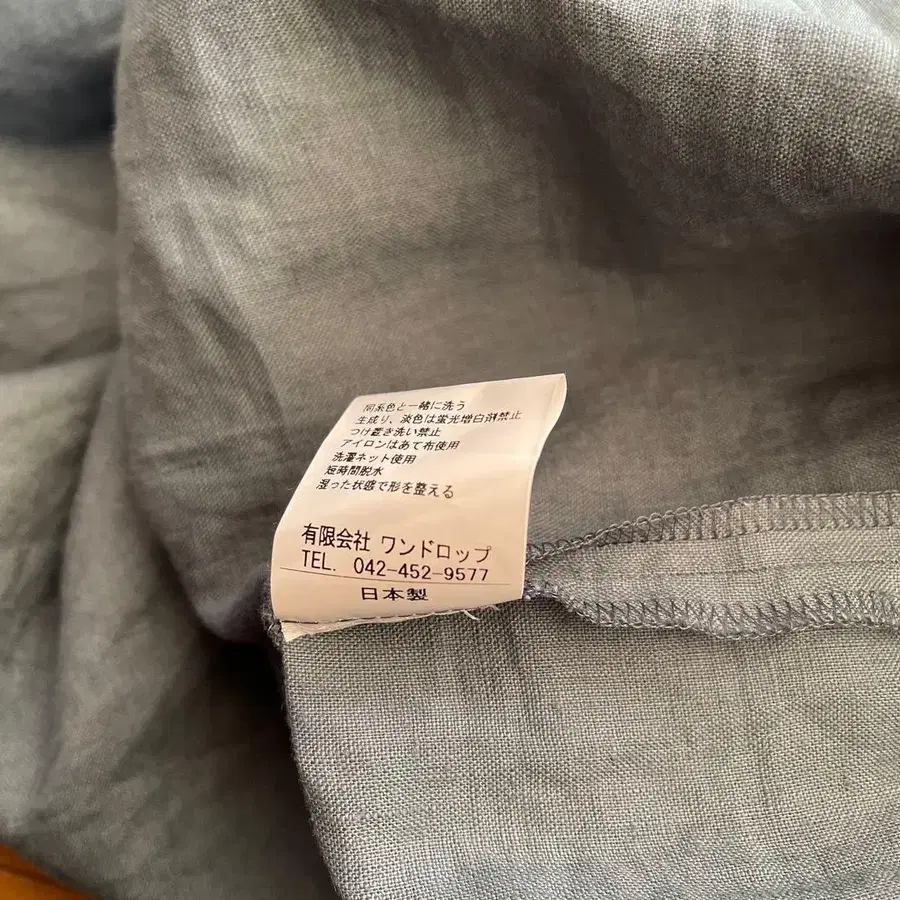 同系色と一緒に洗う
生成り、淡色は蛍光増白剤禁止
つけ置き洗い禁止
アイロンはあて布使用
洗濯ネット使用
短時間脱水
湿った状態で形を整える
有限会社 ワンドロップ
TEL. 042-452-9577
日本製